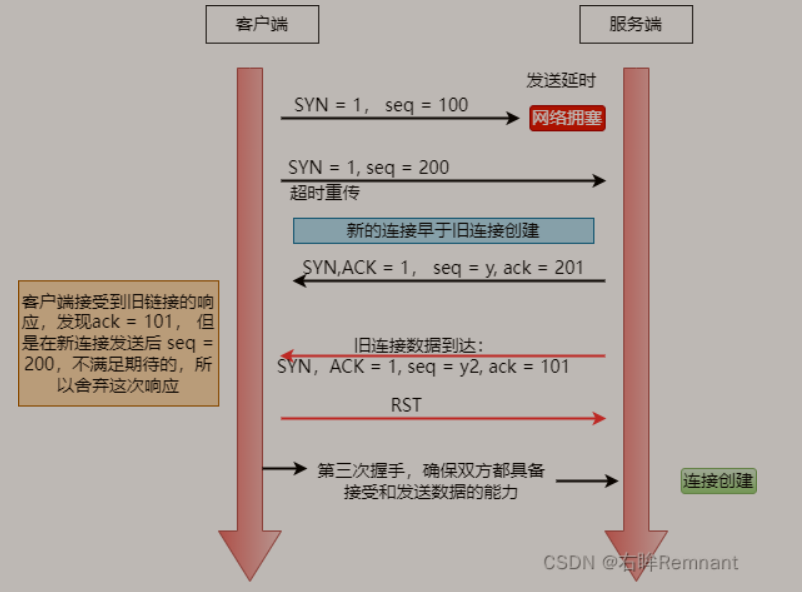 客户端
服务端
发送延时
SYN = 1， seq = 100
网络拥塞
SYN = 1, seq = 200
超时重传
新的连接早于旧连接创建
SYN,ACK = 1， seq = y, ack = 201
客户端接受到旧链接的响
应，发现ack = 101， 但
是在新连接发送后 seq =
200，不满足期待的，所
以舍弃这次响应
旧连接数据到达：
SYN，ACK = 1, seq = y2, ack = 101
RST
第三次握手，确保双方都具备
接受和发送数据的能力
连接创建
CSDN @右眸Remnant